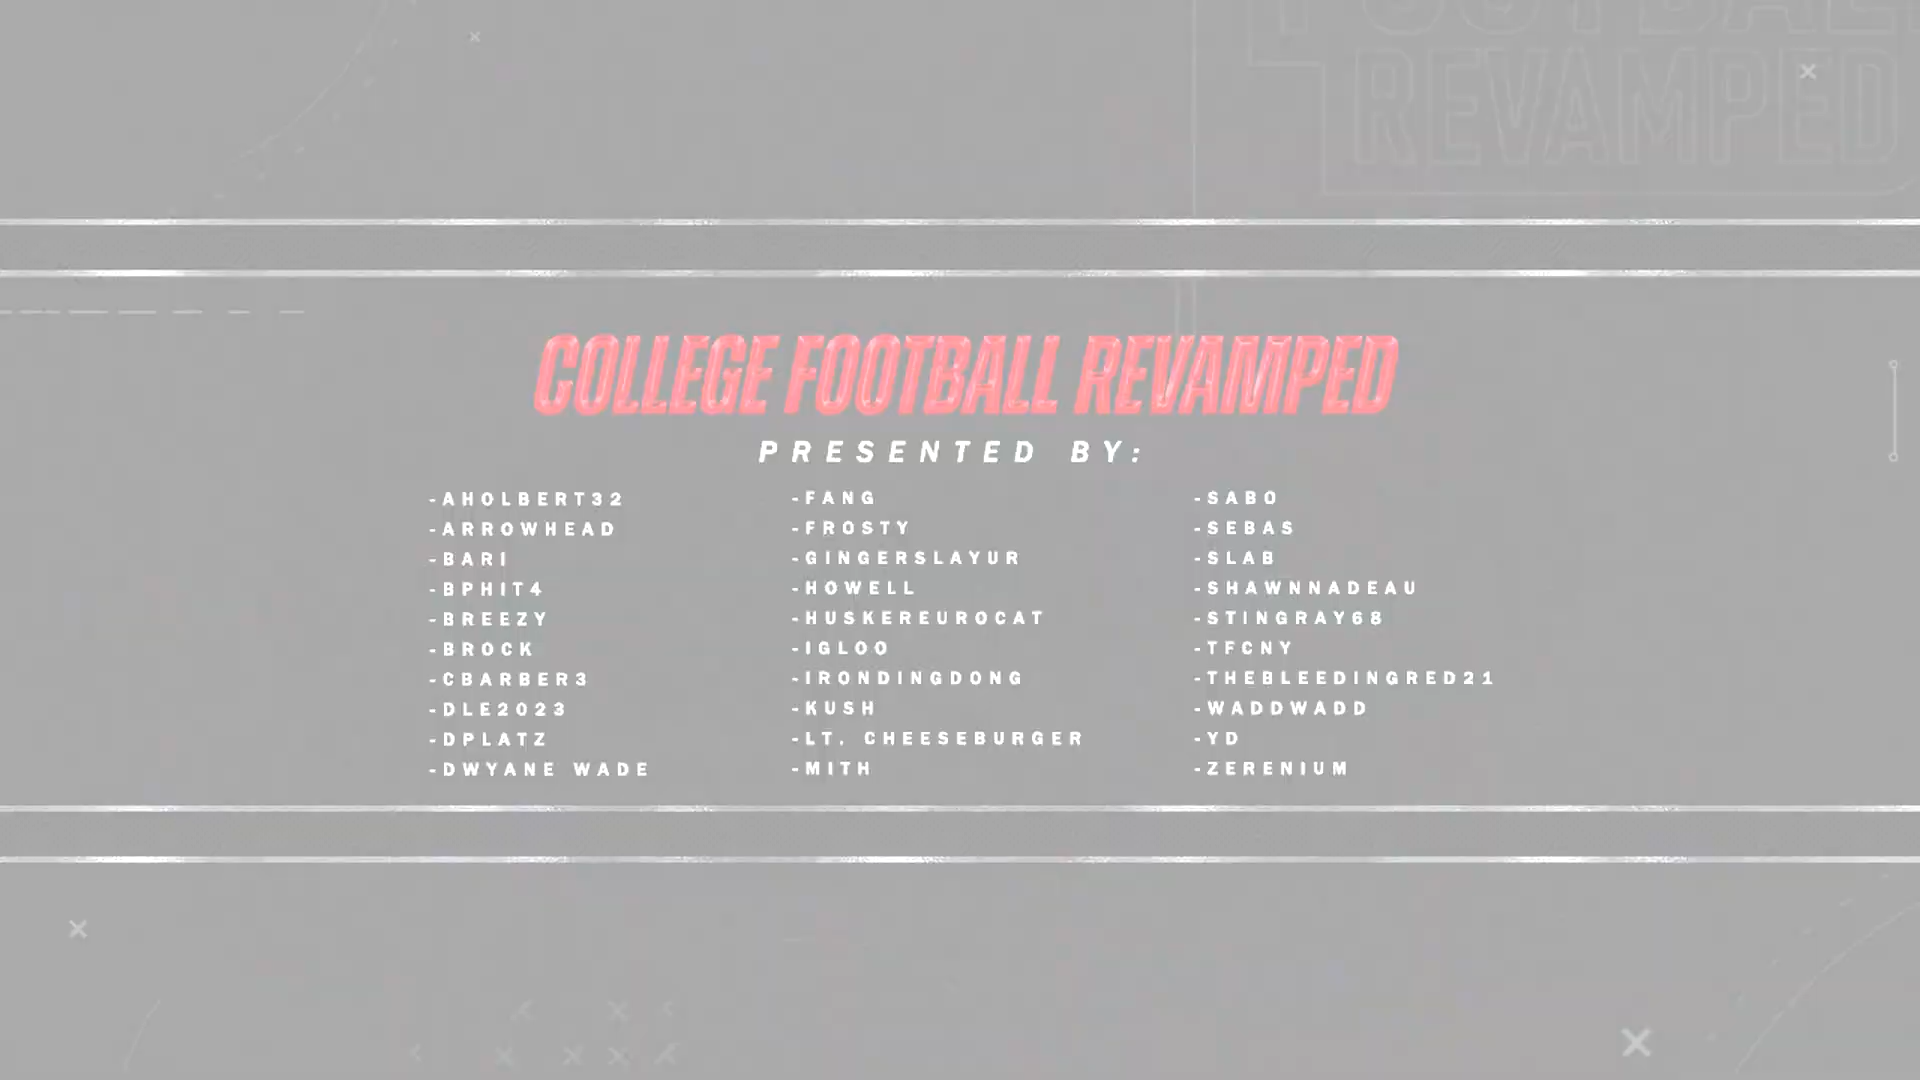 FOOTBALL
REVAMPED
COLLEGE FOOTBALL REVAMPED
PRESENTED BY:
-AHOLBERT32
-ARROWHEAD
-BARI
-BPHIT4
-BREEZY
-BROCK
-CBARBER3
-DLE2023
-DPLATZ
-DWYANE WADE
-FANG
-FROSTY
-GINGERSLAYUR
-HOWELL
-HUSKEREUROCAT
-IGLOO
-IRONDINGDONG
-KUSH
-LT. CHEESEBURGER
-MITH
-SABO
-SEBAS
-SLAB
-SHAWNNADEAU
-STINGRAY68
-TFCNY
-THEBLEEDINGRED21
-WADDWADD
-YD
-ZERENIUM